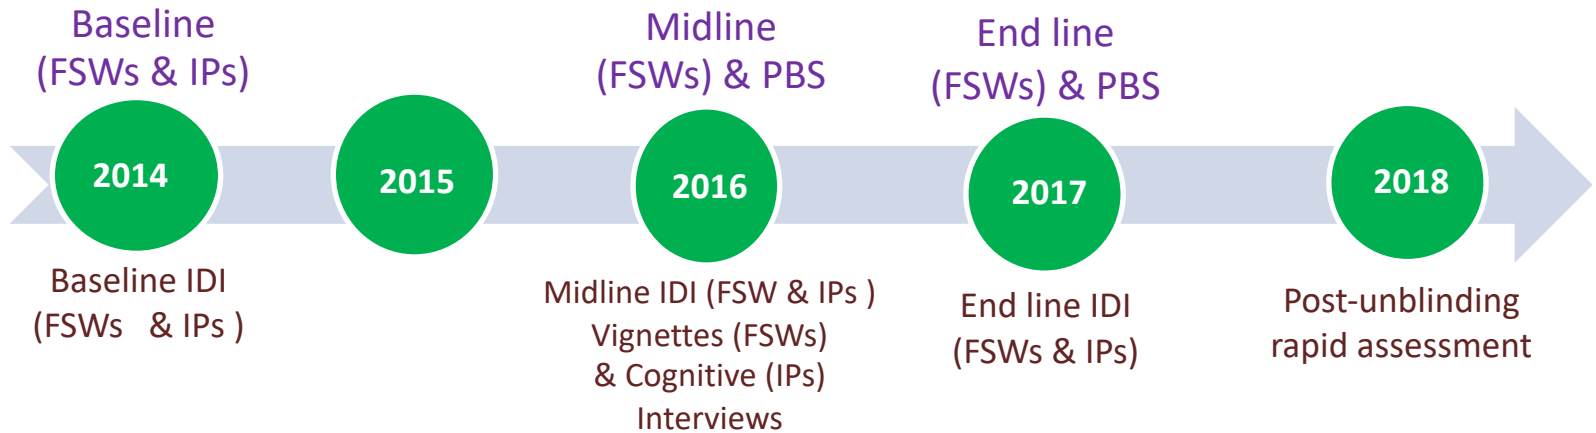 Baseline
(FSWs & IPs)
Midline
(FSWs) & PBS
End line
(FSWs) & PBS
2014
2015
2016
2017
2018
Baseline IDI
(FSWs & IPs )
Midline IDI (FSW & IPs )
Vignettes (FSWs)
& Cognitive (IPs)
Interviews
End line IDI
(FSWs & IPs)
Post-unblinding
rapid assessment